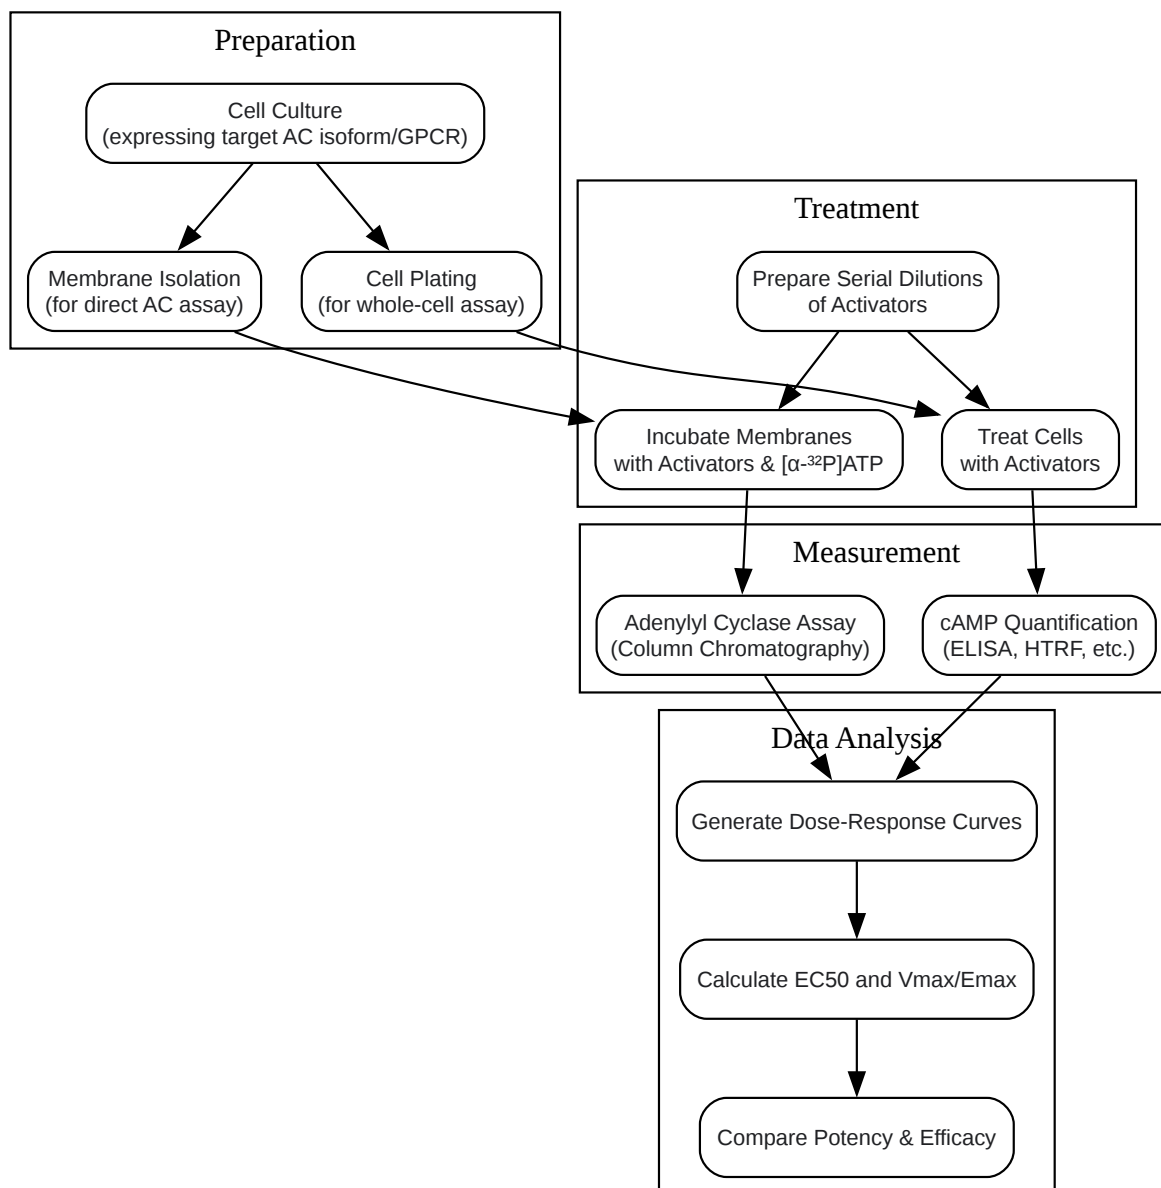 Preparation
Cell Culture
(expressing target AC isoform/GPCR)
Membrane Isolation
(for direct AC assay)
Cell Plating
(for whole-cell assay)
Treatment
Prepare Serial Dilutions
of Activators
Incubate Membranes
with Activators & [α-³²P]ATP
Treat Cells
with Activators
Measurement
Adenylyl Cyclase Assay
(Column Chromatography)
cAMP Quantification
(ELISA, HTRF, etc.)
Data Analysis
Generate Dose-Response Curves
Calculate EC50 and Vmax/Emax
Compare Potency & Efficacy